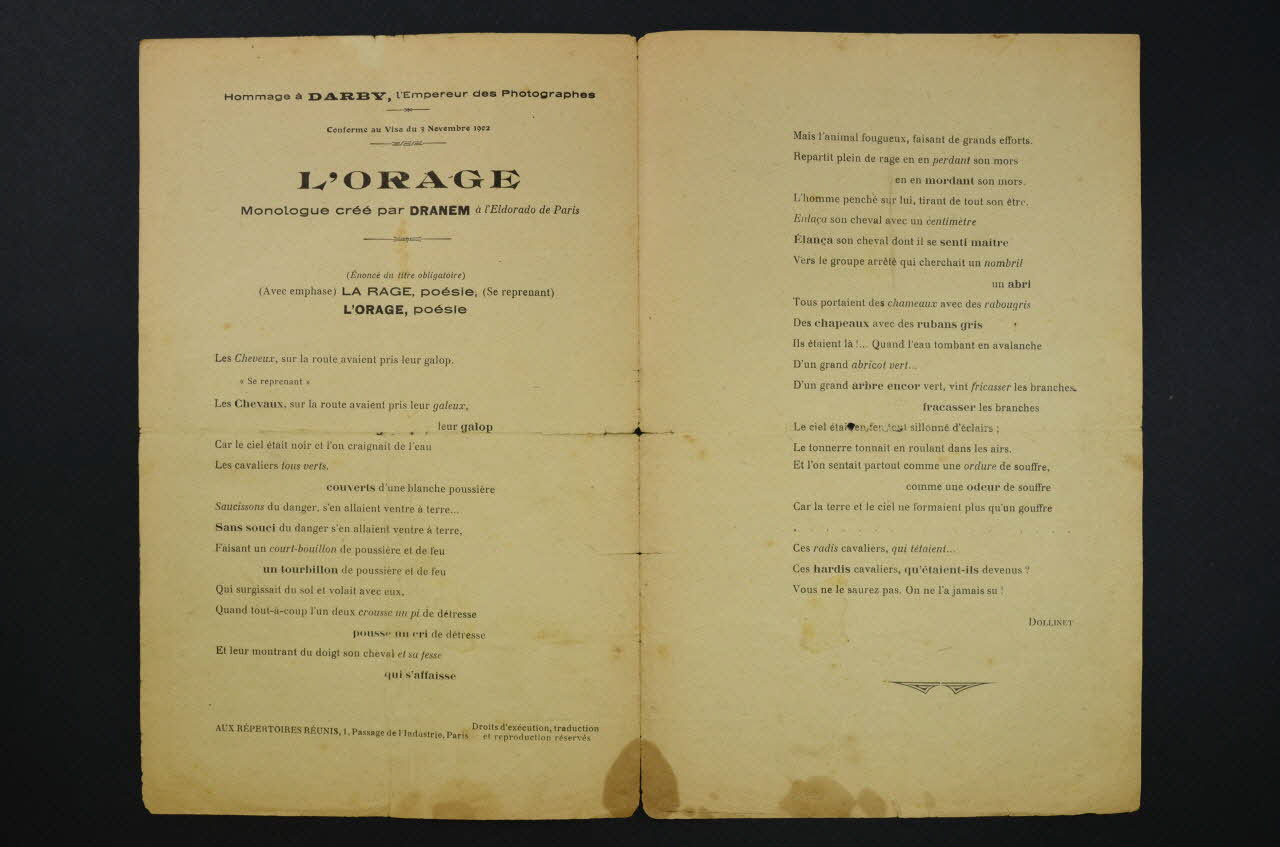 Hommage à DARBY, l'Empereur des Photographes
Conforme au Visa du 3 Novembre 1902
L'ORAGE
Monologue créé par DRANEM à l'Eldorado de Paris
(Énoncé du titre obligatoire)
(Avec emphase) LA RAGE, poésie, (Se reprenant)
L'ORAGE, poésie
Les Cheveux, sur la route avaient pris leur galop.
« Se reprenant »
Les Chevaux, sur la route avaient pris leur galeux,
leur galop
Car le ciel était noir et l'on craignait de l'eau
Les cavaliers tous verts,
couverts d'une blanche poussière
Saucissons du danger, s'en allaient ventre à terre...
Sans souci du danger s'en allaient ventre à terre,
Faisant un court-bouillon de poussière et de feu
un tourbillon de poussière et de feu
Qui surgissait du sol et volait avec eux,
Quand tout-à-coup l'un deux crousse un pi de détresse
pousse un cri de détresse
Et leur montrant du doigt son cheval et sa fesse
qui s'affaisse
AUX RÉPERTOIRES RÉUNIS, 1, Passage de l'Industrie, Paris
Droits d'exécution, traduction
et reproduction réservés
Mais l'animal fougueux, faisant de grands efforts.
Repartit plein de rage en en perdant son mors
en en mordant son mors.
L'homme penché sur lui, tirant de tout son être.
Enlaça son cheval avec un centimètre
Élança son cheval dont il se senti maître
Vers le groupe arrêté qui cherchait un nombril
un abri
Tous portaient des chameaux avec des rabougris
Des chapeaux avec des rubans gris
Ils étaient là !... Quand l'eau tombant en avalanche
D'un grand abricot vert...
D'un grand arbre encor vert, vint fricasser les branches.
fracasser les branches
Le ciel était en feu, tout sillonné d'éclairs ;
Le tonnerre tonnait en roulant dans les airs.
Et l'on sentait partout comme une ordure de souffre,
comme une odeur de souffre
Car la terre et le ciel ne formaient plus qu'un gouffre
. . . . . . . . . . . . . . . .
Ces radis cavaliers, qui tétaient...
Ces hardis cavaliers, qu'étaient-ils devenus ?
Vous ne le saurez pas. On ne l'a jamais su !
DOLLINET